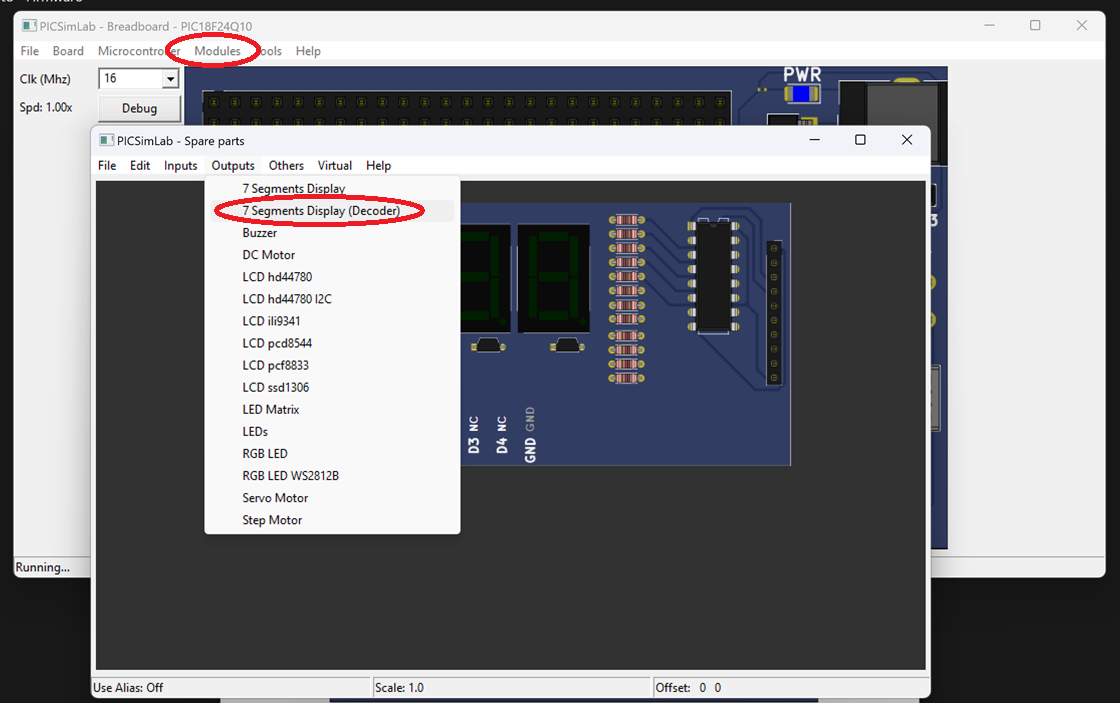 PICSimLab - Breadboard - PIC18F24Q10
File Board Microcontroller Modules Tools Help
Clk (Mhz) 16
Spd: 1.00x Debug
PWR
PICSimLab - Spare parts
File Edit Inputs Outputs Others Virtual Help
7 Segments Display
7 Segments Display (Decoder)
Buzzer
DC Motor
LCD hd44780
LCD hd44780 I2C
LCD ili9341
LCD pcd8544
LCD pcf8833
LCD ssd1306
LED Matrix
LEDs
RGB LED
RGB LED WS2812B
Servo Motor
Step Motor
D3 NC
D4 NC
GND GND
3
Running...
Use Alias: Off Scale: 1.0 Offset: 0 0